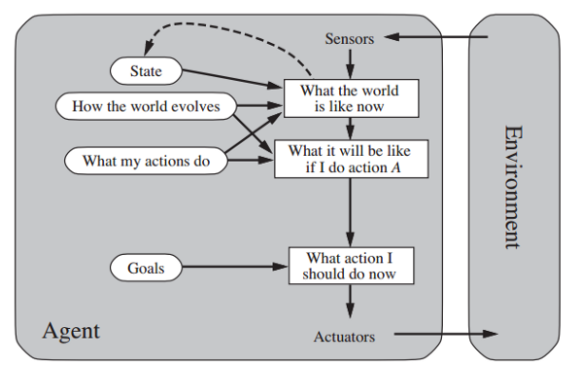 Sensors
State
What the world
is like now
How the world evolves
What it will be like
if I do action A
What my actions do
Environment
What action I
should do now
Goals
Agent
Actuators